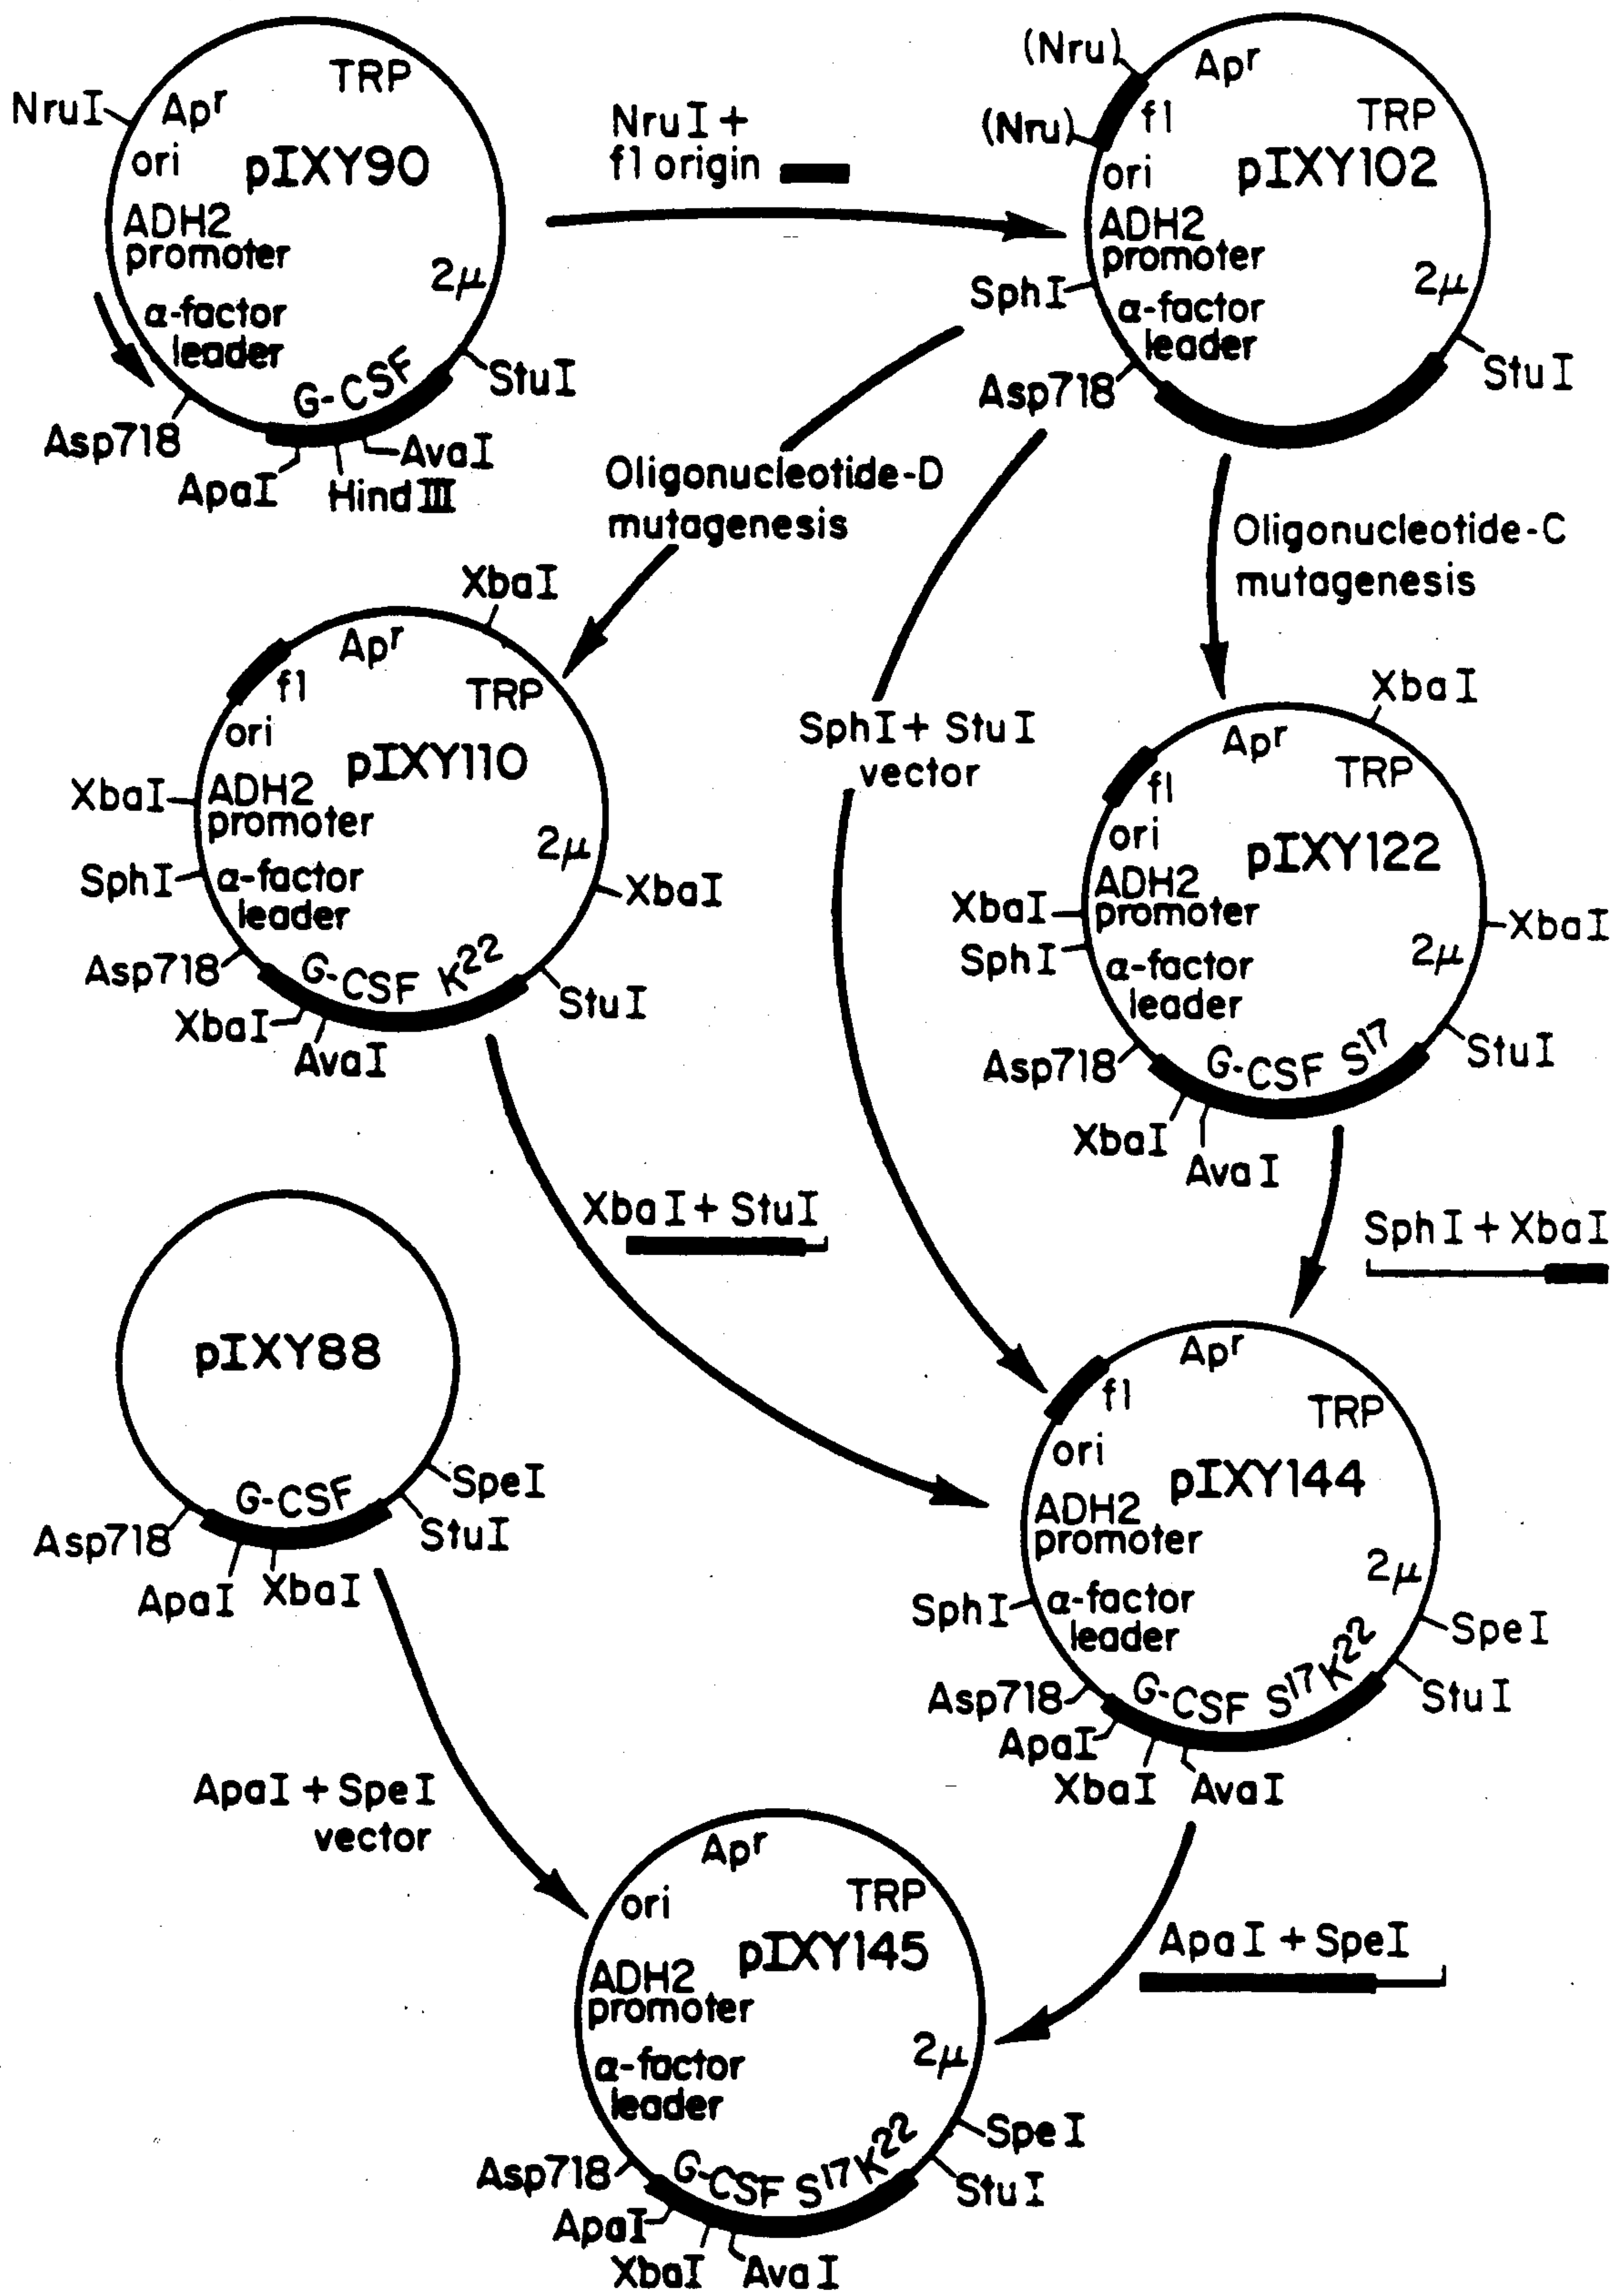 TRP
NruI
Apʳ
ori
pIXY90
ADH2
promoter
2μ
α-factor
leader
G-CSF
StuI
Asp718
AvaI
ApaI
HindIII
NruI +
f1 origin
(Nru)
Apʳ
(Nru)
f1
TRP
ori
pIXY102
ADH2
promoter
SphI
2μ
α-factor
leader
Asp718
StuI
Oligonucleotide-D
mutagenesis
Oligonucleotide-C
mutagenesis
SphI + StuI
vector
XbaI
Apʳ
f1
TRP
ori
pIXY110
XbaI
ADH2
promoter
2μ
SphI
α-factor
leader
XbaI
Asp718
G-CSF K²²
StuI
XbaI
AvaI
XbaI
Apʳ
f1
TRP
ori
pIXY122
ADH2
promoter
XbaI
XbaI
SphI
2μ
α-factor
leader
Asp718
G-CSF S¹⁷
StuI
XbaI
AvaI
XbaI + StuI
SphI + XbaI
pIXY88
G-CSF
SpeI
Asp718
StuI
ApaI
XbaI
Apʳ
f1
TRP
ori
pIXY144
ADH2
promoter
2μ
SphI
α-factor
leader
SpeI
Asp718
G-CSF S¹⁷K²²
StuI
ApaI
XbaI
AvaI
ApaI + SpeI
vector
ApaI + SpeI
Apʳ
ori
TRP
pIXY145
ADH2
promoter
2μ
α-factor
leader
SpeI
Asp718
G-CSF S¹⁷K²²
StuI
ApaI
XbaI
AvaI